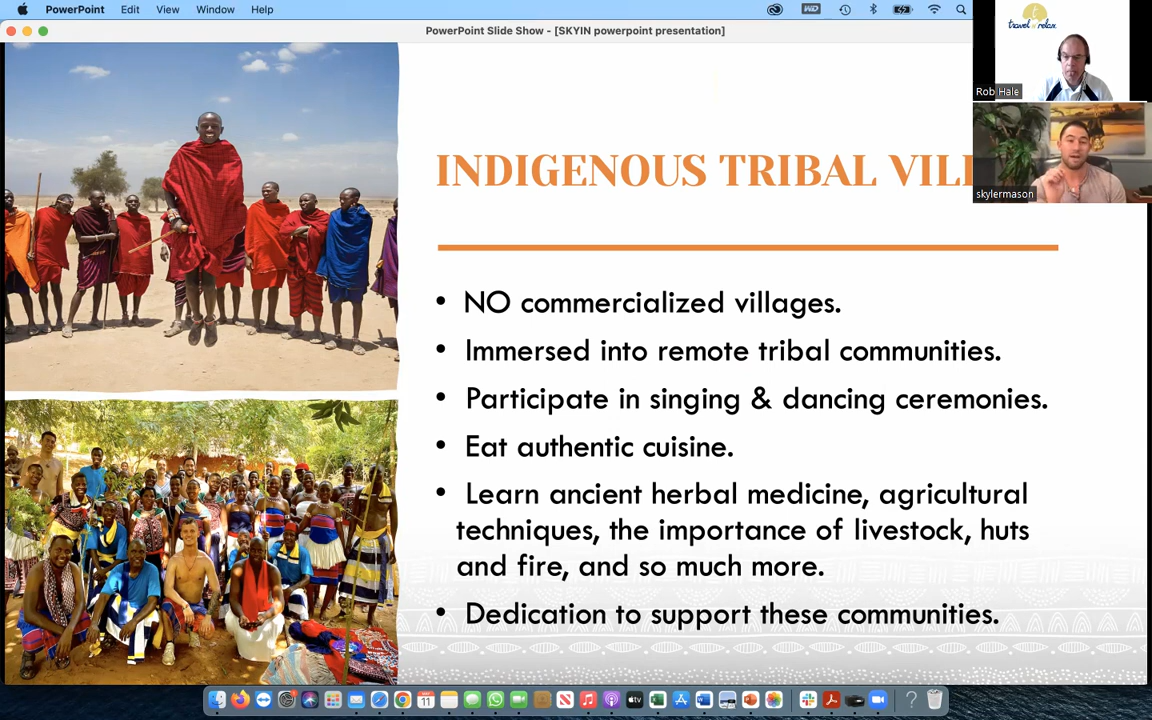 PowerPoint Edit View Window Help
PowerPoint Slide Show - [SKYIN powerpoint presentation]
travel n relax
Rob Hale
skylermason
INDIGENOUS TRIBAL VILL
• NO commercialized villages.
• Immersed into remote tribal communities.
• Participate in singing & dancing ceremonies.
• Eat authentic cuisine.
• Learn ancient herbal medicine, agricultural
techniques, the importance of livestock, huts
and fire, and so much more.
• Dedication to support these communities.